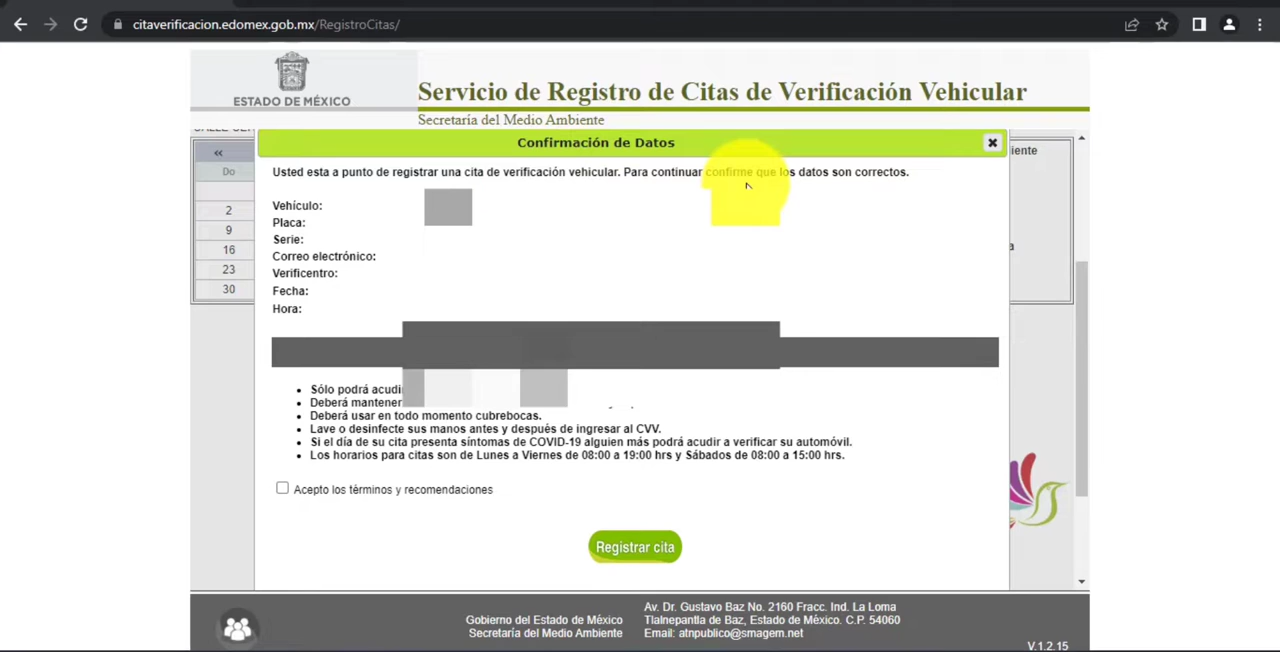 citaverificacion.edomex.gob.mx/RegistroCitas/
ESTADO DE MÉXICO
Servicio de Registro de Citas de Verificación Vehicular
Secretaría del Medio Ambiente
Confirmación de Datos
«
Do
2
9
16
23
30
iente
a
Usted esta a punto de registrar una cita de verificación vehicular. Para continuar confirme que los datos son correctos.
Vehículo:
Placa:
Serie:
Correo electrónico:
Verificentro:
Fecha:
Hora:
• Sólo podrá acudi
• Deberá mantener
• Deberá usar en todo momento cubrebocas.
• Lave o desinfecte sus manos antes y después de ingresar al CVV.
• Si el día de su cita presenta síntomas de COVID-19 alguien más podrá acudir a verificar su automóvil.
• Los horarios para citas son de Lunes a Viernes de 08:00 a 19:00 hrs y Sábados de 08:00 a 15:00 hrs.
Acepto los términos y recomendaciones
Registrar cita
Gobierno del Estado de México
Secretaría del Medio Ambiente
Av. Dr. Gustavo Baz No. 2160 Fracc. Ind. La Loma
Tlalnepantla de Baz, Estado de México. C.P. 54060
Email: atnpublico@smagem.net
V.1.2.15